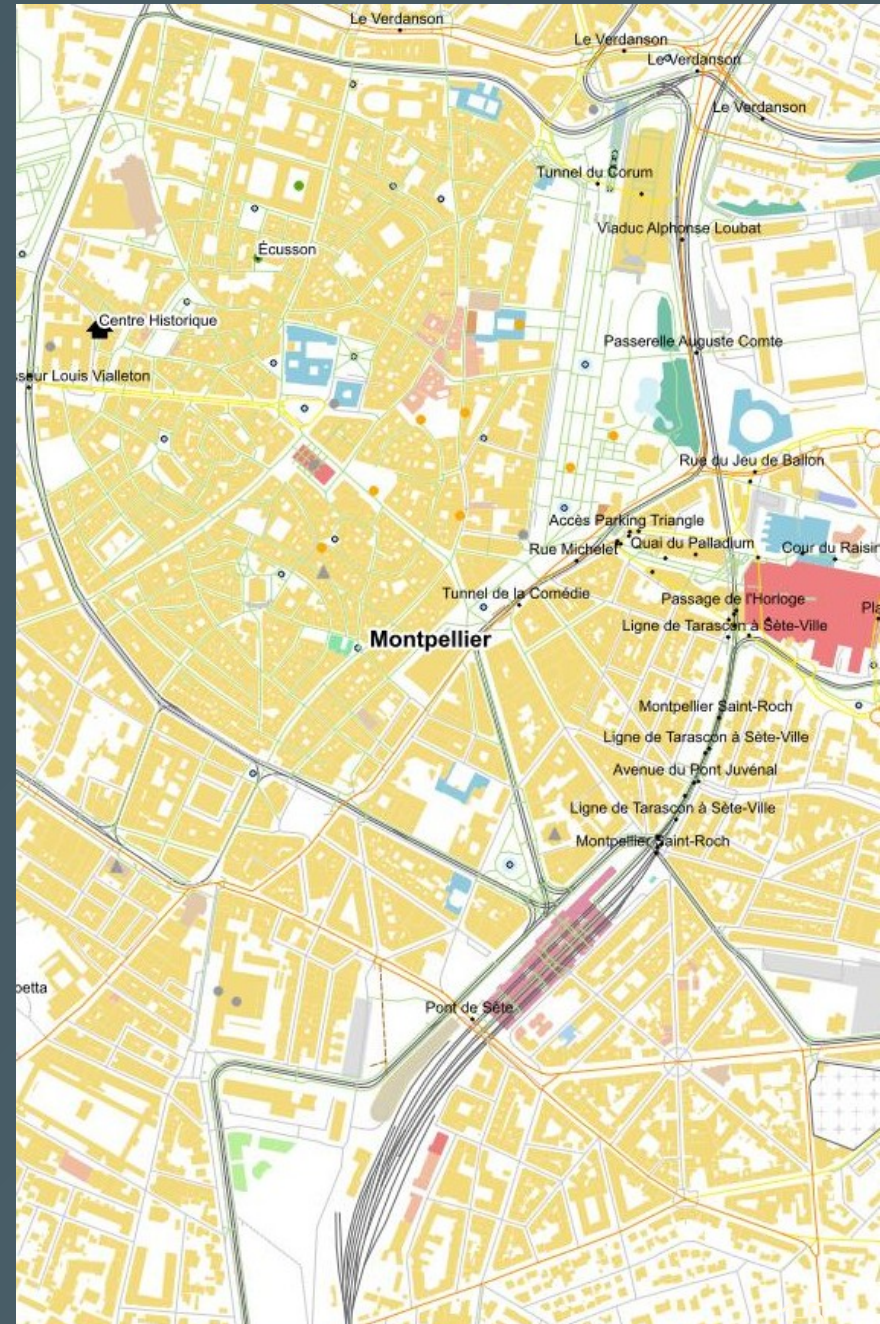 Le Verdanson
Le Verdanson
Le Verdanson
Le Verdanson
Tunnel du Corum
Viaduc Alphonse Loubat
Écusson
Centre Historique
Passerelle Auguste Comte
sseur Louis Vialleton
Rue du Jeu de Ballon
Accès Parking Triangle
Rue Michelet
Quai du Palladium
Cour du Raisin
Tunnel de la Comédie
Passage de l'Horloge
Pla
Ligne de Tarascon à Sète-Ville
Montpellier
Montpellier Saint-Roch
Ligne de Tarascon à Sète-Ville
Avenue du Pont Juvénal
Ligne de Tarascon à Sète-Ville
Montpellier Saint-Roch
betta
Pont de Sète